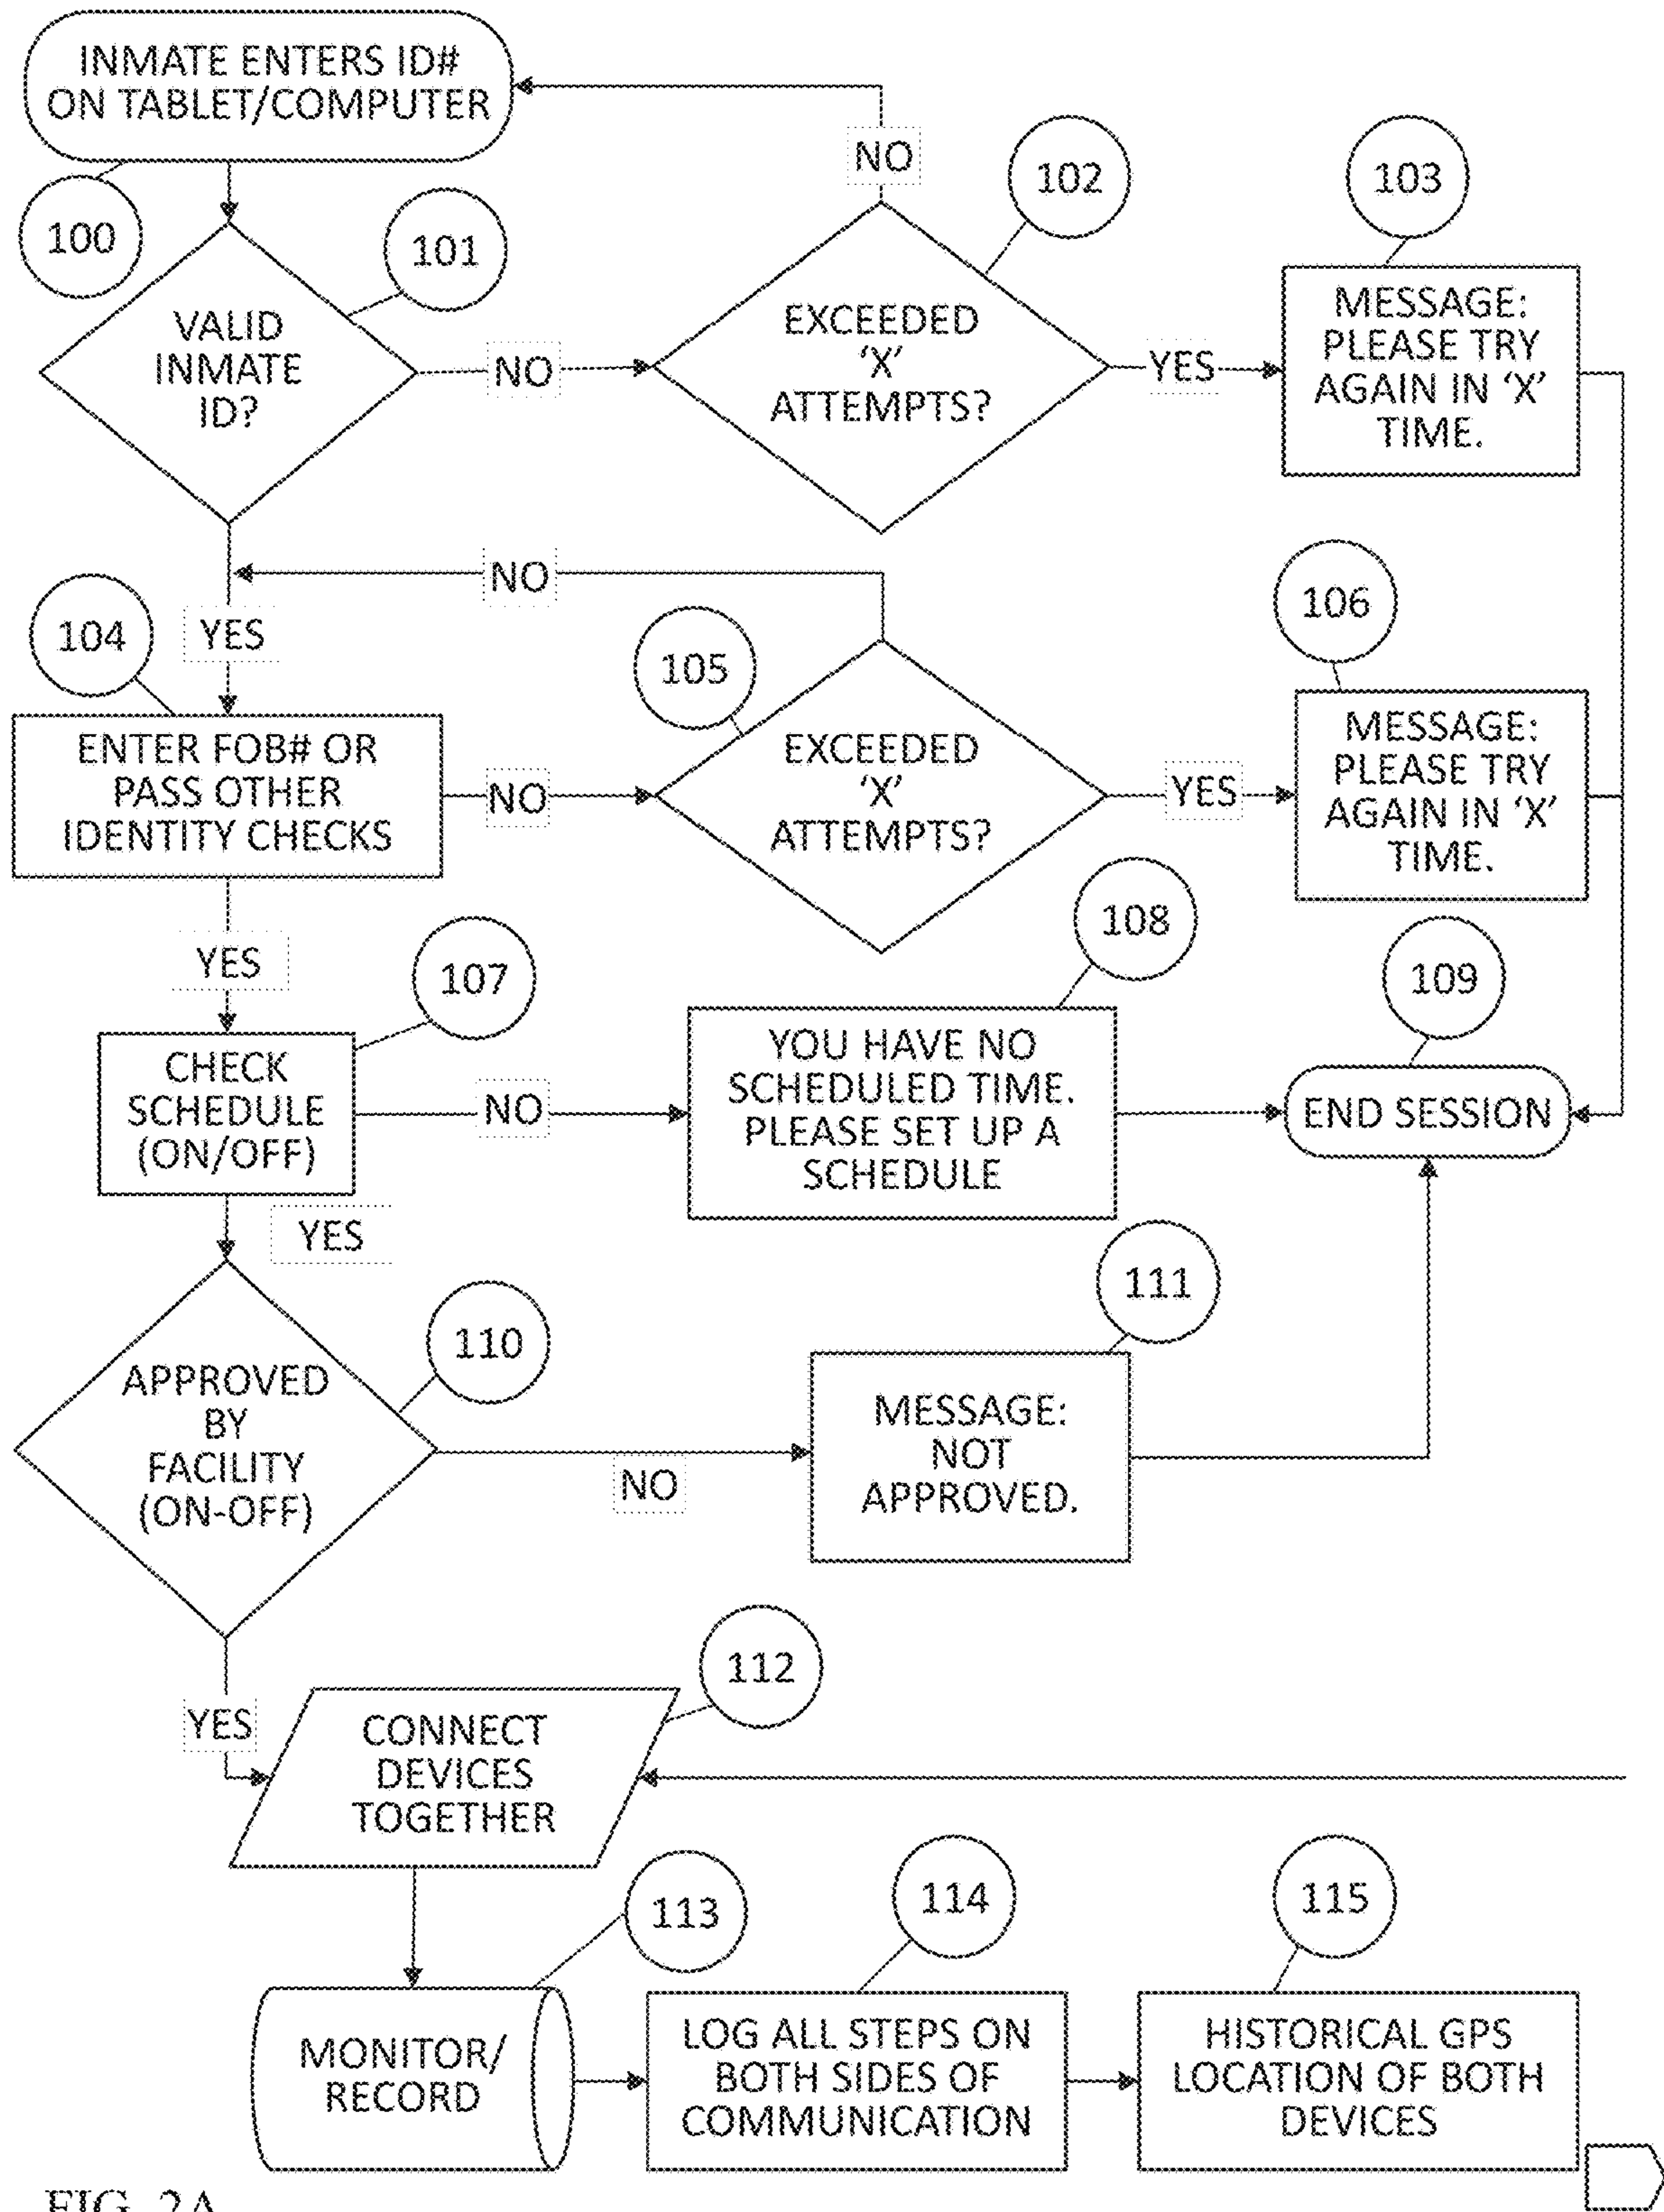 INMATE ENTERS ID#
ON TABLET/COMPUTER
100
NO
102
103
101
VALID
INMATE
ID?
NO
EXCEEDED
‘X’
ATTEMPTS?
YES
MESSAGE:
PLEASE TRY
AGAIN IN ‘X’
TIME.
NO
104
YES
105
106
ENTER FOB# OR
PASS OTHER
IDENTITY CHECKS
NO
EXCEEDED
‘X’
ATTEMPTS?
YES
MESSAGE:
PLEASE TRY
AGAIN IN ‘X’
TIME.
YES
107
108
109
CHECK
SCHEDULE
(ON/OFF)
NO
YOU HAVE NO
SCHEDULED TIME.
PLEASE SET UP A
SCHEDULE
END SESSION
YES
110
111
APPROVED
BY
FACILITY
(ON-OFF)
NO
MESSAGE:
NOT
APPROVED.
YES
112
CONNECT
DEVICES
TOGETHER
113
114
115
MONITOR/
RECORD
LOG ALL STEPS ON
BOTH SIDES OF
COMMUNICATION
HISTORICAL GPS
LOCATION OF BOTH
DEVICES
FIG. 2A